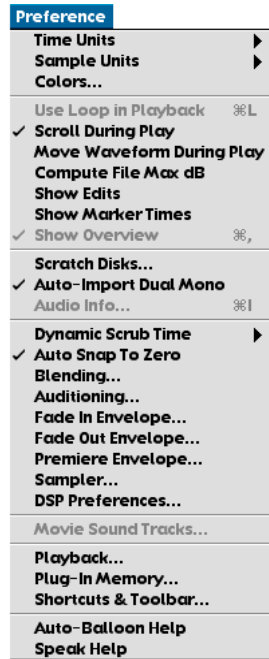 Preference
Time Units
Sample Units
Colors...
Use Loop in Playback ⌘L
✓ Scroll During Play
Move Waveform During Play
Compute File Max dB
Show Edits
Show Marker Times
✓ Show Overview ⌘,
Scratch Disks...
✓ Auto-Import Dual Mono
Audio Info... ⌘I
Dynamic Scrub Time
✓ Auto Snap To Zero
Blending...
Auditioning...
Fade In Envelope...
Fade Out Envelope...
Premiere Envelope...
Sampler...
DSP Preferences...
Movie Sound Tracks...
Playback...
Plug-In Memory...
Shortcuts & Toolbar...
Auto-Balloon Help
Speak Help